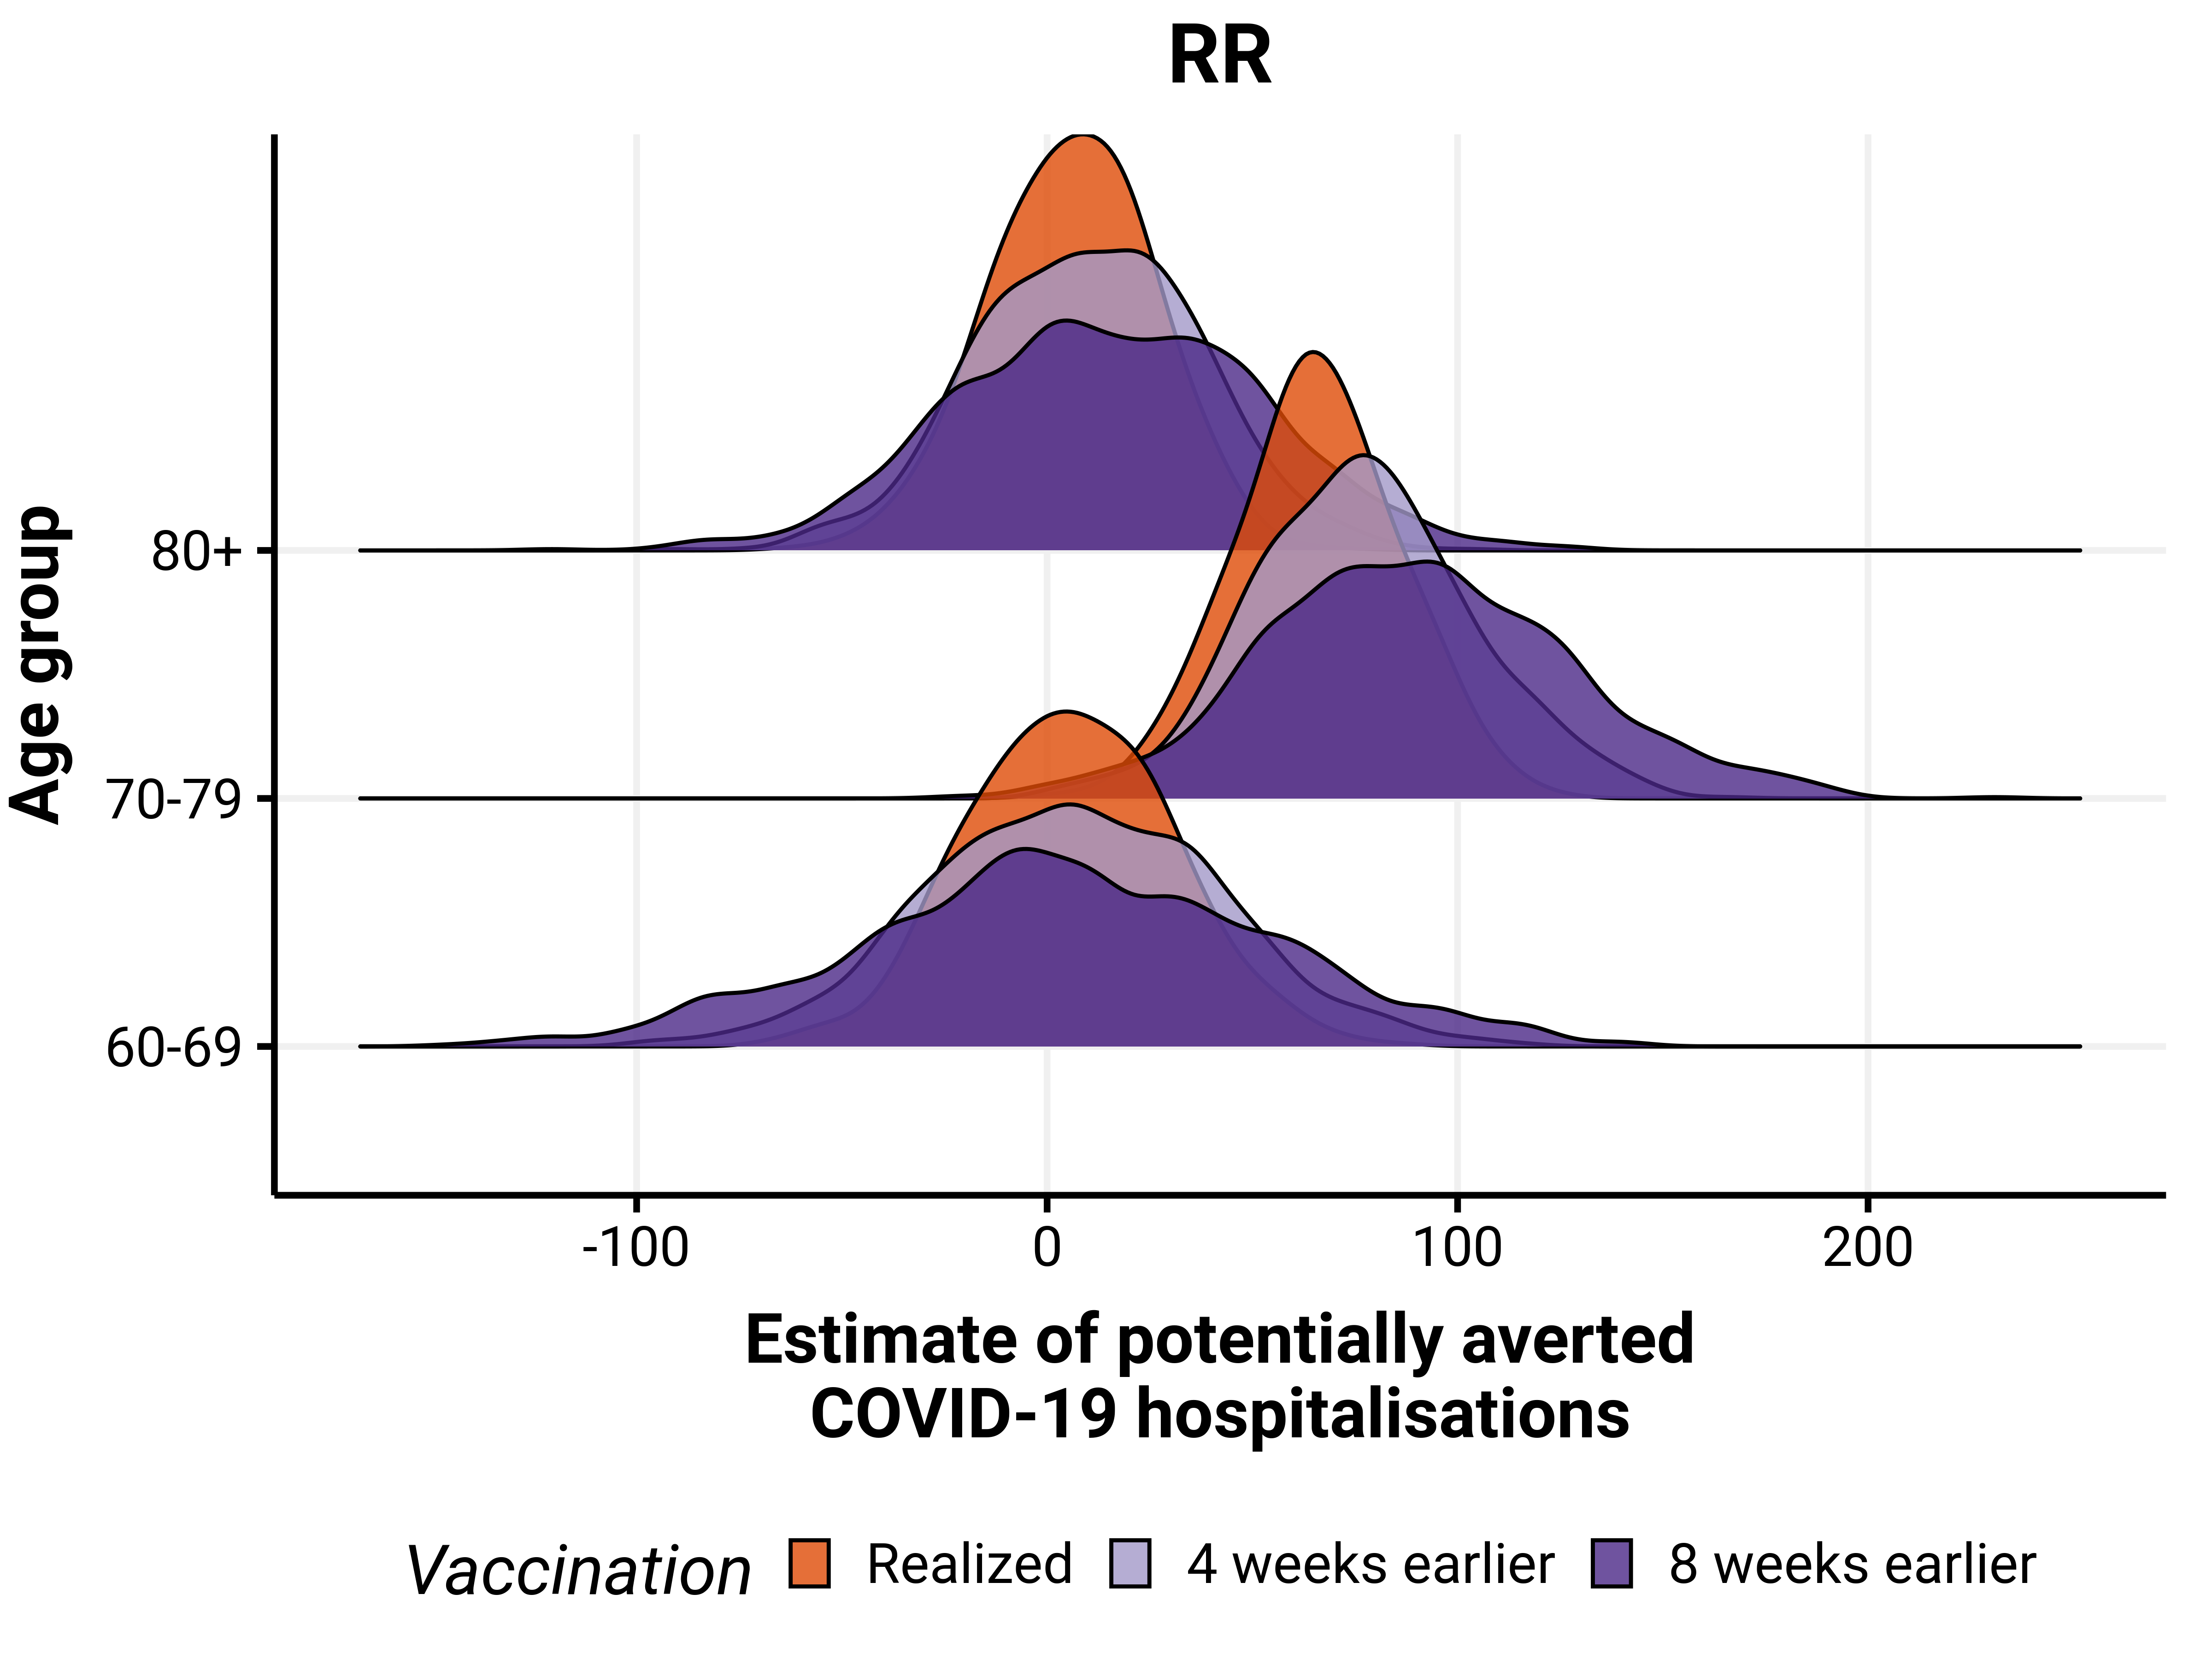 RR
Age group
80+
70-79
60-69
-100 0 100 200
Estimate of potentially averted
COVID-19 hospitalisations
Vaccination Realized 4 weeks earlier 8 weeks earlier